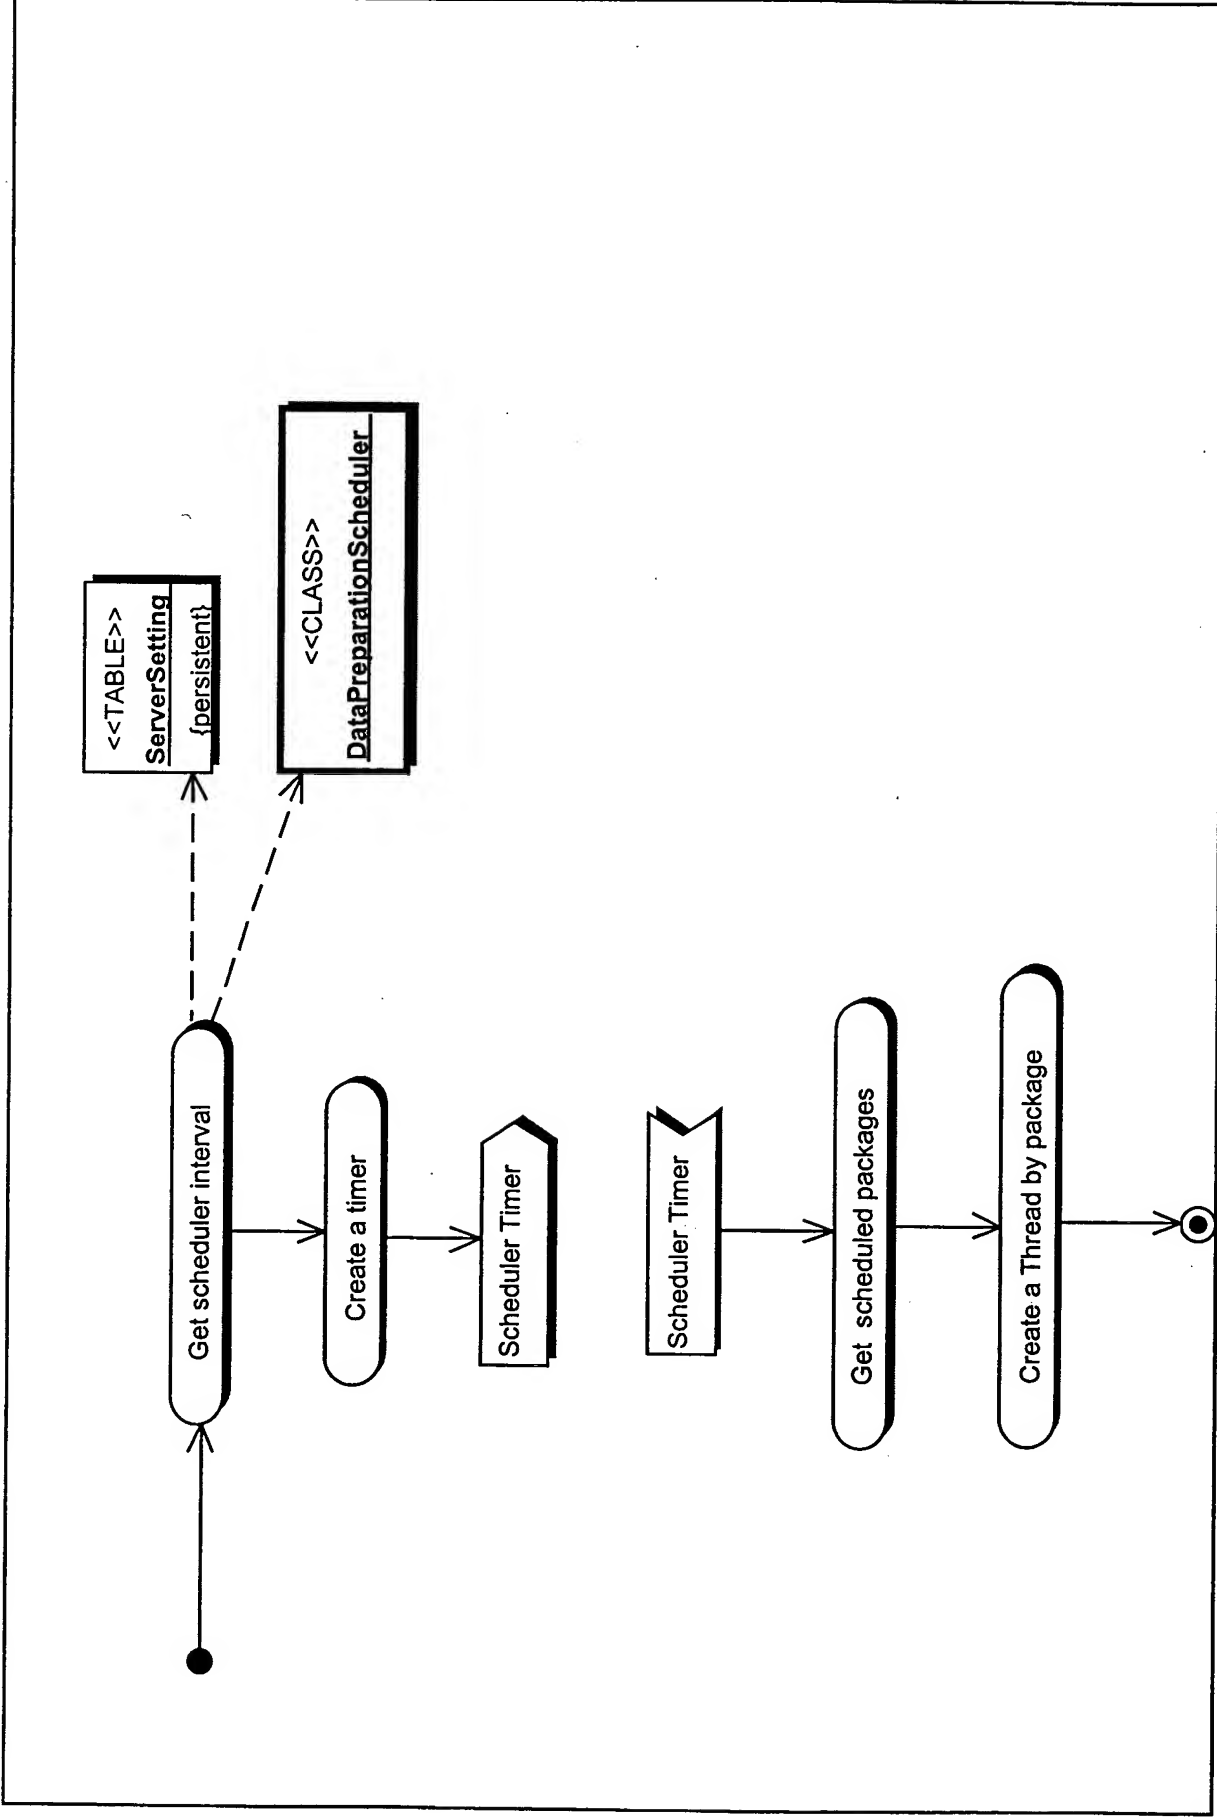 <<TABLE>>
ServerSetting
{persistent}
<<CLASS>>
DataPreparationScheduler
Get scheduler interval
Create a timer
Scheduler Timer
Scheduler Timer
Get scheduled packages
Create a Thread by package